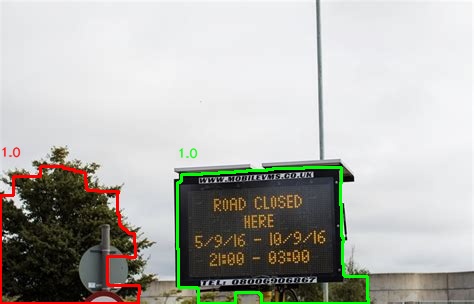 1.0
1.0
WWW.MOBILEVMS.CO.UK
ROAD CLOSED
HERE
5/9/16 - 10/9/16
21:00 - 03:00
TEL: 08006906867